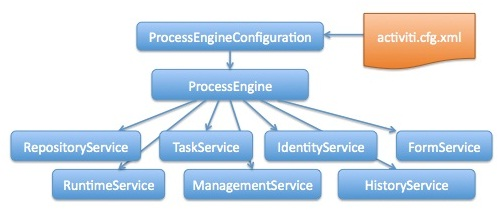 ProcessEngineConfiguration
activiti.cfg.xml
ProcessEngine
RepositoryService
TaskService
IdentityService
FormService
RuntimeService
ManagementService
HistoryService